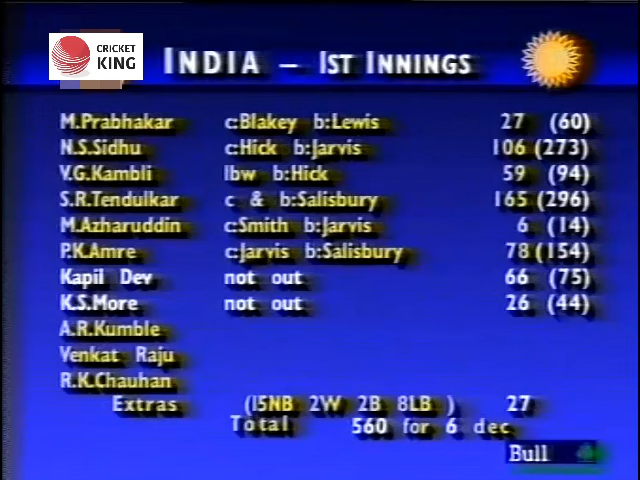 CRICKET
KING
INDIA – IST INNINGS
M.Prabhakar c:Blakey b:Lewis 27 (60)
N.S.Sidhu c:Hick b:Jarvis 106 (273)
V.G.Kambli lbw b:Hick 59 (94)
S.R.Tendulkar c & b:Salisbury 165 (296)
M.Azharuddin c:Smith b:Jarvis 6 (14)
P.K.Amre c:Jarvis b:Salisbury 78 (154)
Kapil Dev not out 66 (75)
K.S.More not out 26 (44)
A.R.Kumble
Venkat Raju
R.K.Chauhan
Extras (15NB 2W 2B 8LB ) 27
Total 560 for 6 dec
Bull